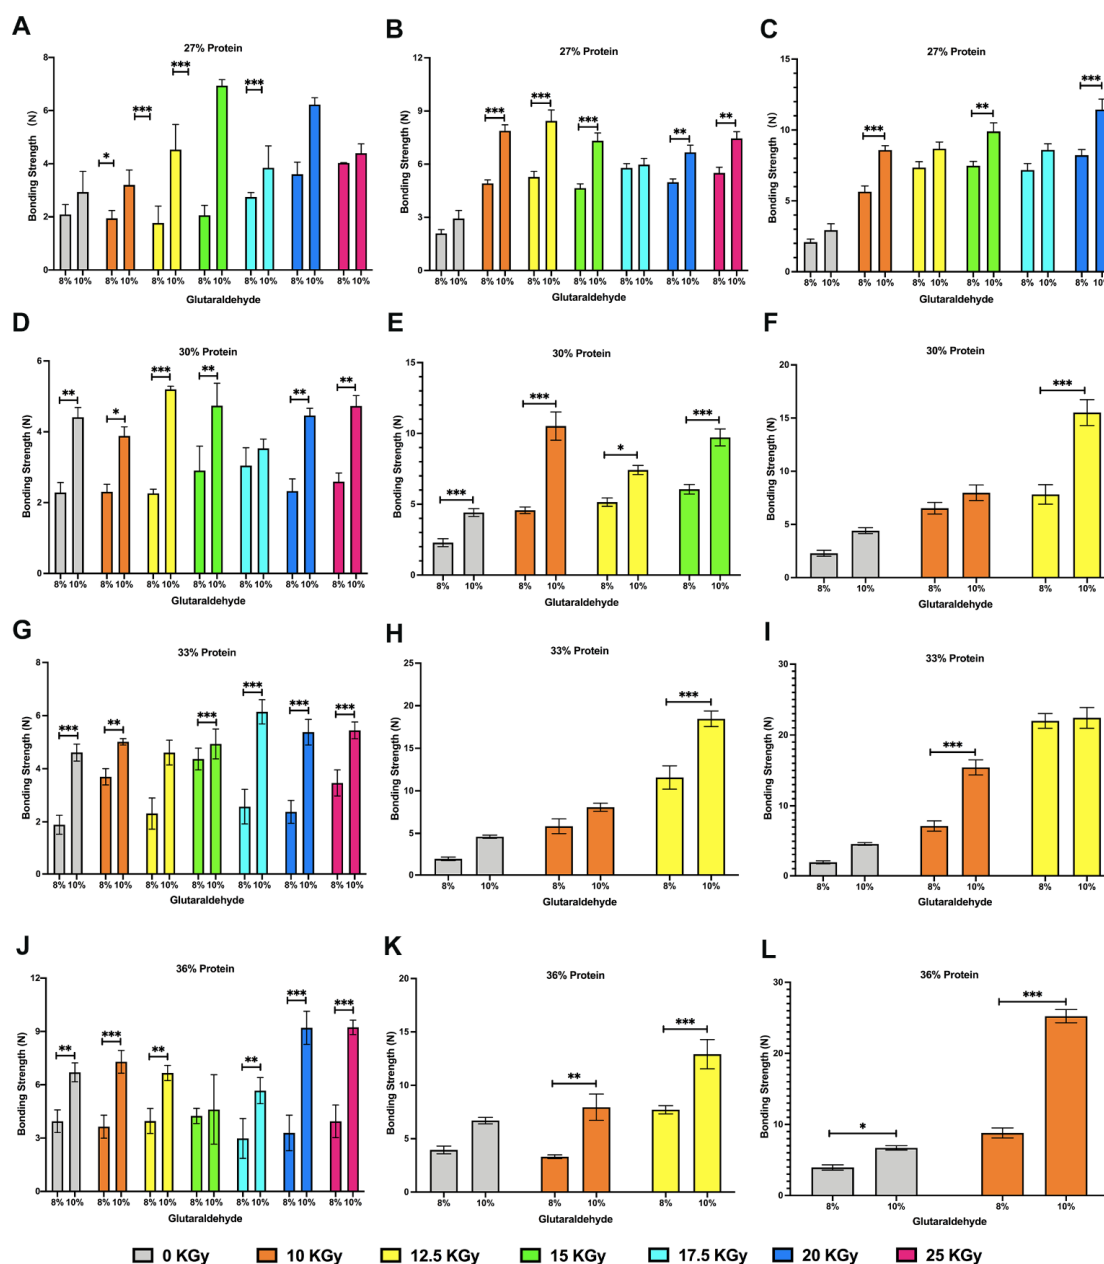 A
27% Protein
Bonding Strength (N)
8
6
4
2
0
* *** *** ***
8% 10% 8% 10% 8% 10% 8% 10% 8% 10% 8% 10% 8% 10%
Glutaraldehyde
B
27% Protein
Bonding Strength (N)
12
9
6
3
0
*** *** *** ** **
8% 10% 8% 10% 8% 10% 8% 10% 8% 10% 8% 10% 8% 10%
Glutaraldehyde
C
27% Protein
Bonding Strength (N)
15
10
5
0
*** ** ***
8% 10% 8% 10% 8% 10% 8% 10% 8% 10% 8% 10%
Glutaraldehyde
D
30% Protein
Bonding Strength (N)
6
4
2
0
** * *** ** ** **
8% 10% 8% 10% 8% 10% 8% 10% 8% 10% 8% 10% 8% 10%
Glutaraldehyde
E
30% Protein
Bonding Strength (N)
15
10
5
0
*** *** * ***
8% 10% 8% 10% 8% 10% 8% 10%
Glutaraldehyde
F
30% Protein
Bonding Strength (N)
20
15
10
5
0
***
8% 10% 8% 10% 8% 10%
Glutaraldehyde
G
33% Protein
Bonding Strength (N)
8
6
4
2
0
*** ** *** *** *** ***
8% 10% 8% 10% 8% 10% 8% 10% 8% 10% 8% 10% 8% 10%
Glutaraldehyde
H
33% Protein
Bonding Strength (N)
25
20
15
10
5
0
***
8% 10% 8% 10% 8% 10%
Glutaraldehyde
I
33% Protein
Bonding Strength (N)
30
25
20
15
10
5
0
***
8% 10% 8% 10% 8% 10%
Glutaraldehyde
J
36% Protein
Bonding Strength (N)
12
9
6
3
0
** *** ** ** *** ***
8% 10% 8% 10% 8% 10% 8% 10% 8% 10% 8% 10% 8% 10%
Glutaraldehyde
K
36% Protein
Bonding Strength (N)
20
15
10
5
0
** ***
8% 10% 8% 10% 8% 10%
Glutaraldehyde
L
36% Protein
Bonding Strength (N)
30
20
10
0
* ***
8% 10% 8% 10%
Glutaraldehyde
0 KGy 10 KGy 12.5 KGy 15 KGy 17.5 KGy 20 KGy 25 KGy